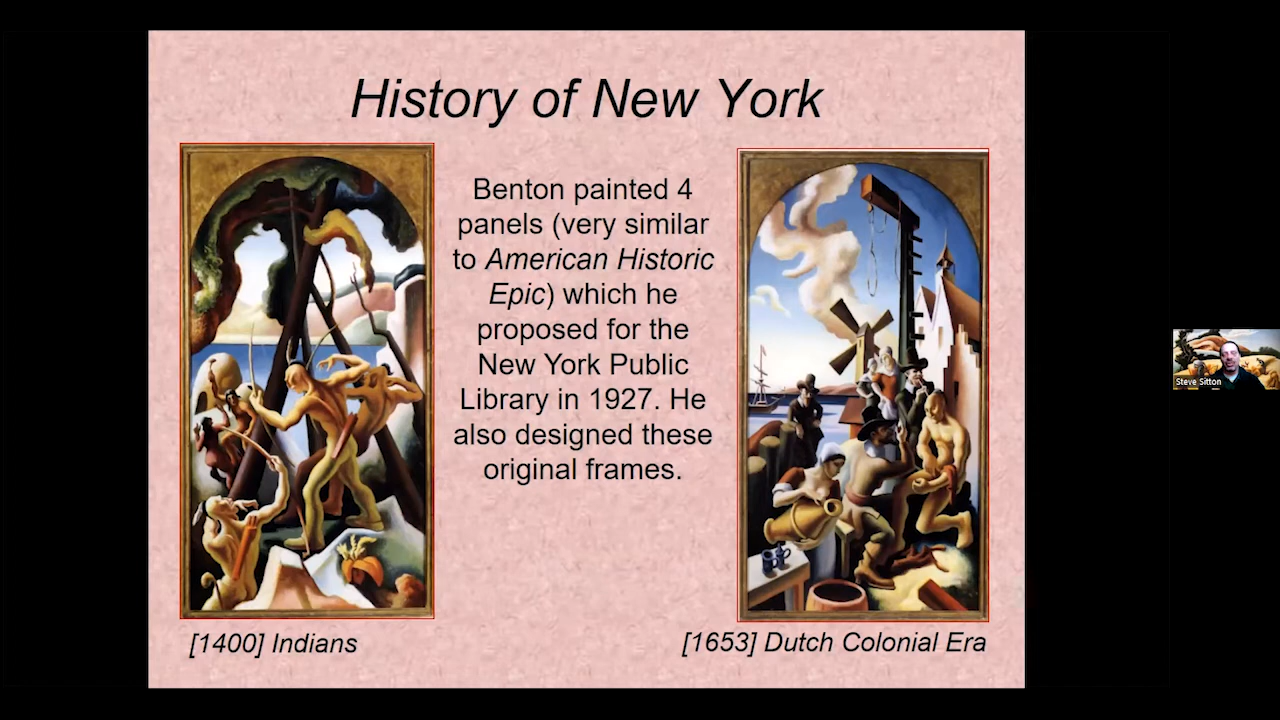 History of New York
Benton painted 4
panels (very similar
to American Historic
Epic) which he
proposed for the
New York Public
Library in 1927. He
also designed these
original frames.
[1400] Indians
[1653] Dutch Colonial Era
Steve Sitton